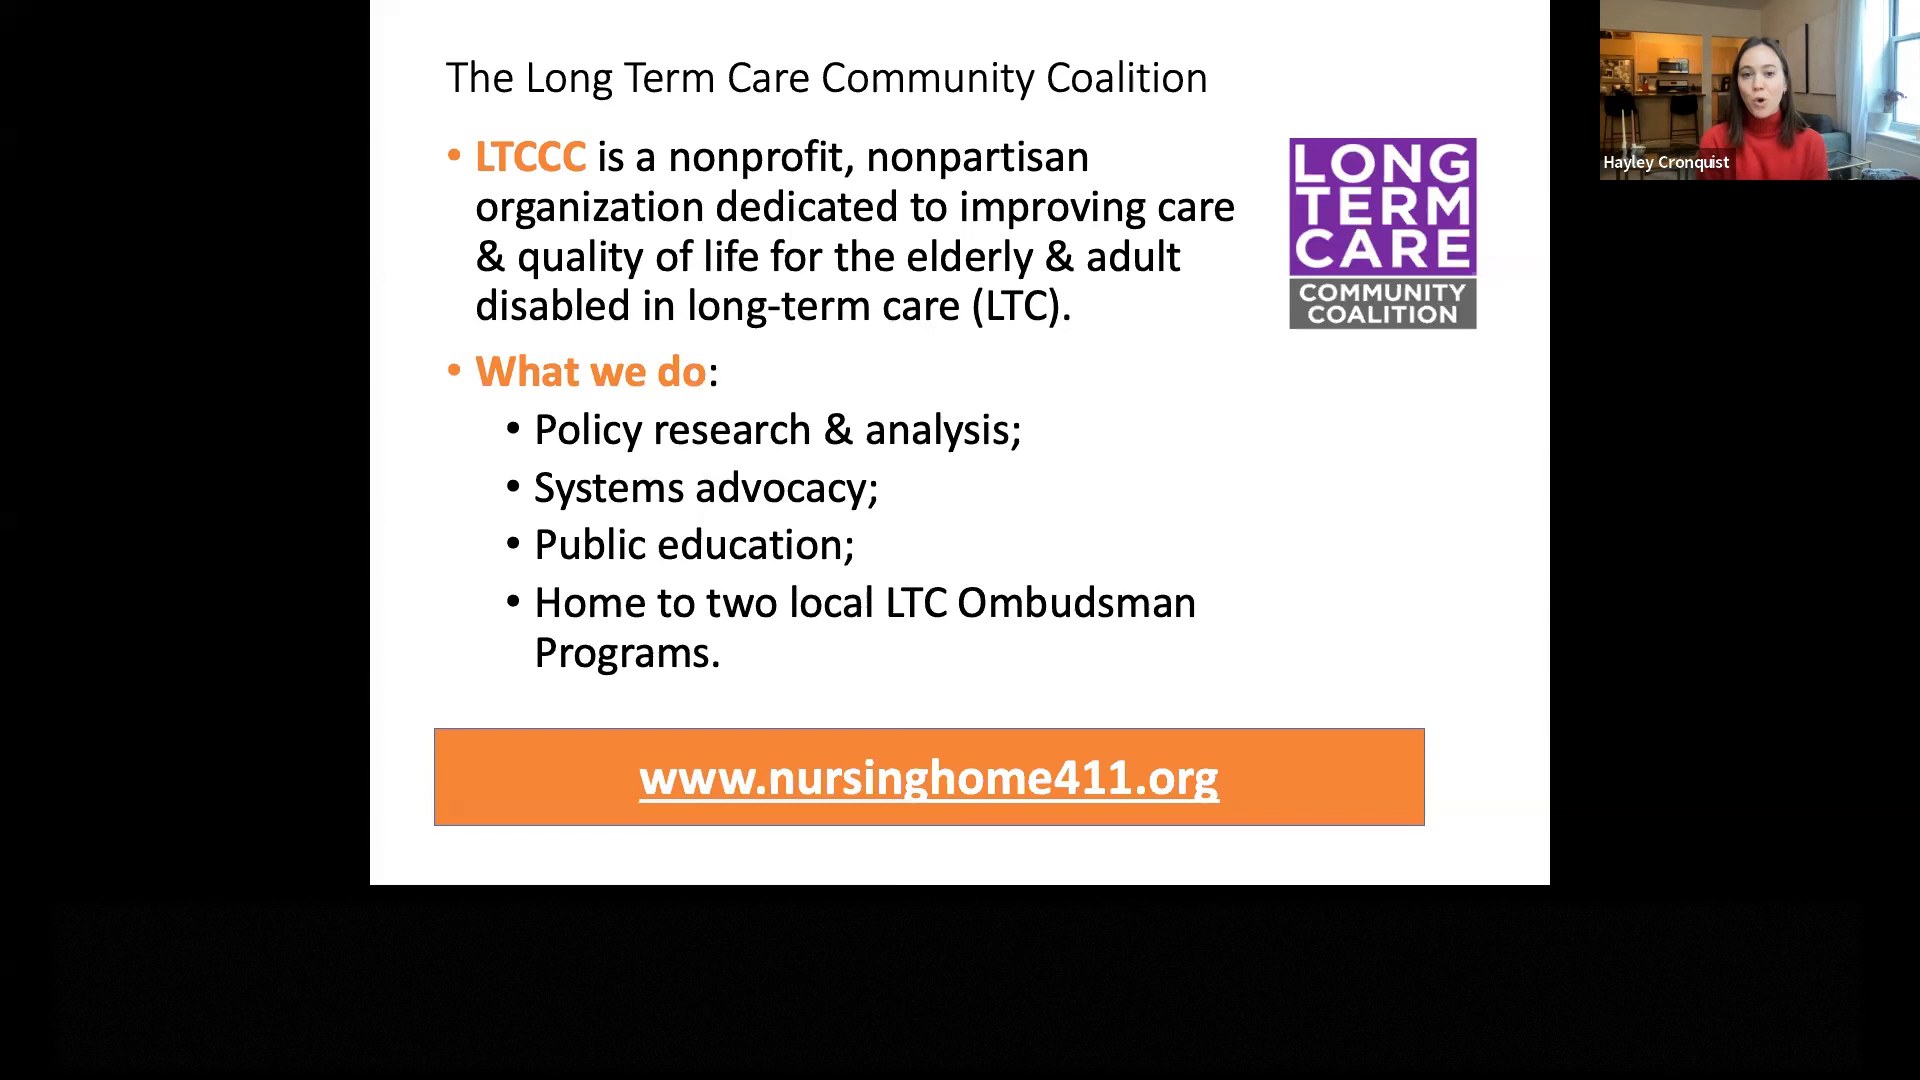 The Long Term Care Community Coalition
• LTCCC is a nonprofit, nonpartisan
organization dedicated to improving care
& quality of life for the elderly & adult
disabled in long-term care (LTC).
• What we do:
• Policy research & analysis;
• Systems advocacy;
• Public education;
• Home to two local LTC Ombudsman
Programs.
www.nursinghome411.org
LONG
TERM
CARE
COMMUNITY
COALITION
Hayley Cronquist